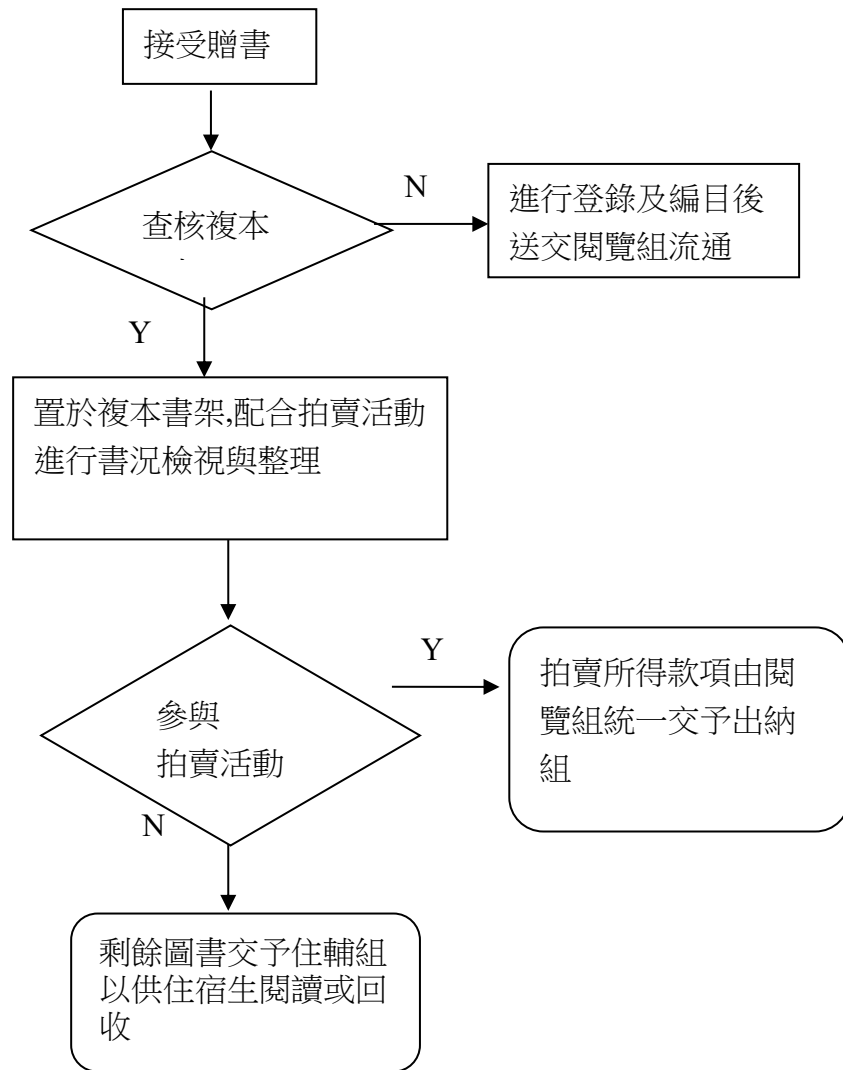 接受贈書
查核複本
N
進行登錄及編目後
送交閱覽組流通
Y
置於複本書架,配合拍賣活動
進行書況檢視與整理
參與
拍賣活動
Y
拍賣所得款項由閱
覽組統一交予出納
組
N
剩餘圖書交予住輔組
以供住宿生閱讀或回
收